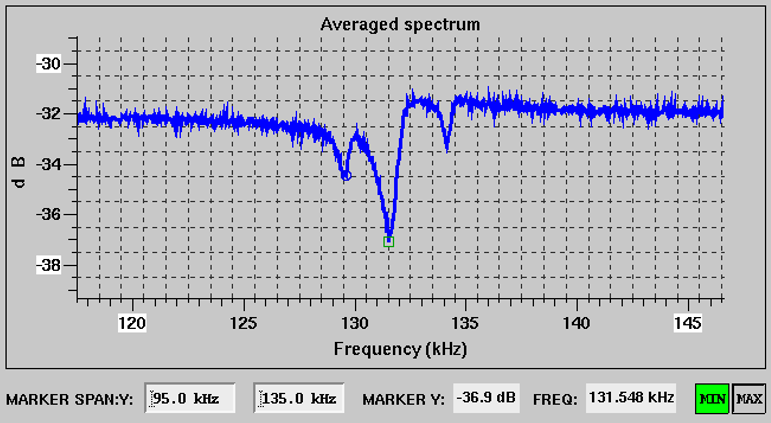 Averaged spectrum
-30
-32
-34
-36
-38
d B
120 125 130 135 140 145
Frequency (kHz)
MARKER SPAN:Y: 95.0 kHz 135.0 kHz MARKER Y: -36.9 dB FREQ: 131.548 kHz MIN MAX